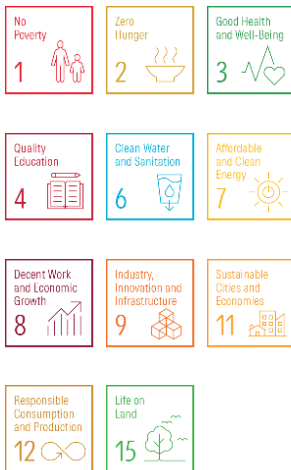 No
Poverty
1
Zero
Hunger
2
Good Health
and Well-Being
3
Quality
Education
4
Clean Water
and Sanitation
6
Affordable
and Clean
Energy
7
Decent Work
and Economic
Growth
8
Industry,
Innovation and
Infrastructure
9
Sustainable
Cities and
Economies
11
Responsible
Consumption
and Production
12
Life on
Land
15